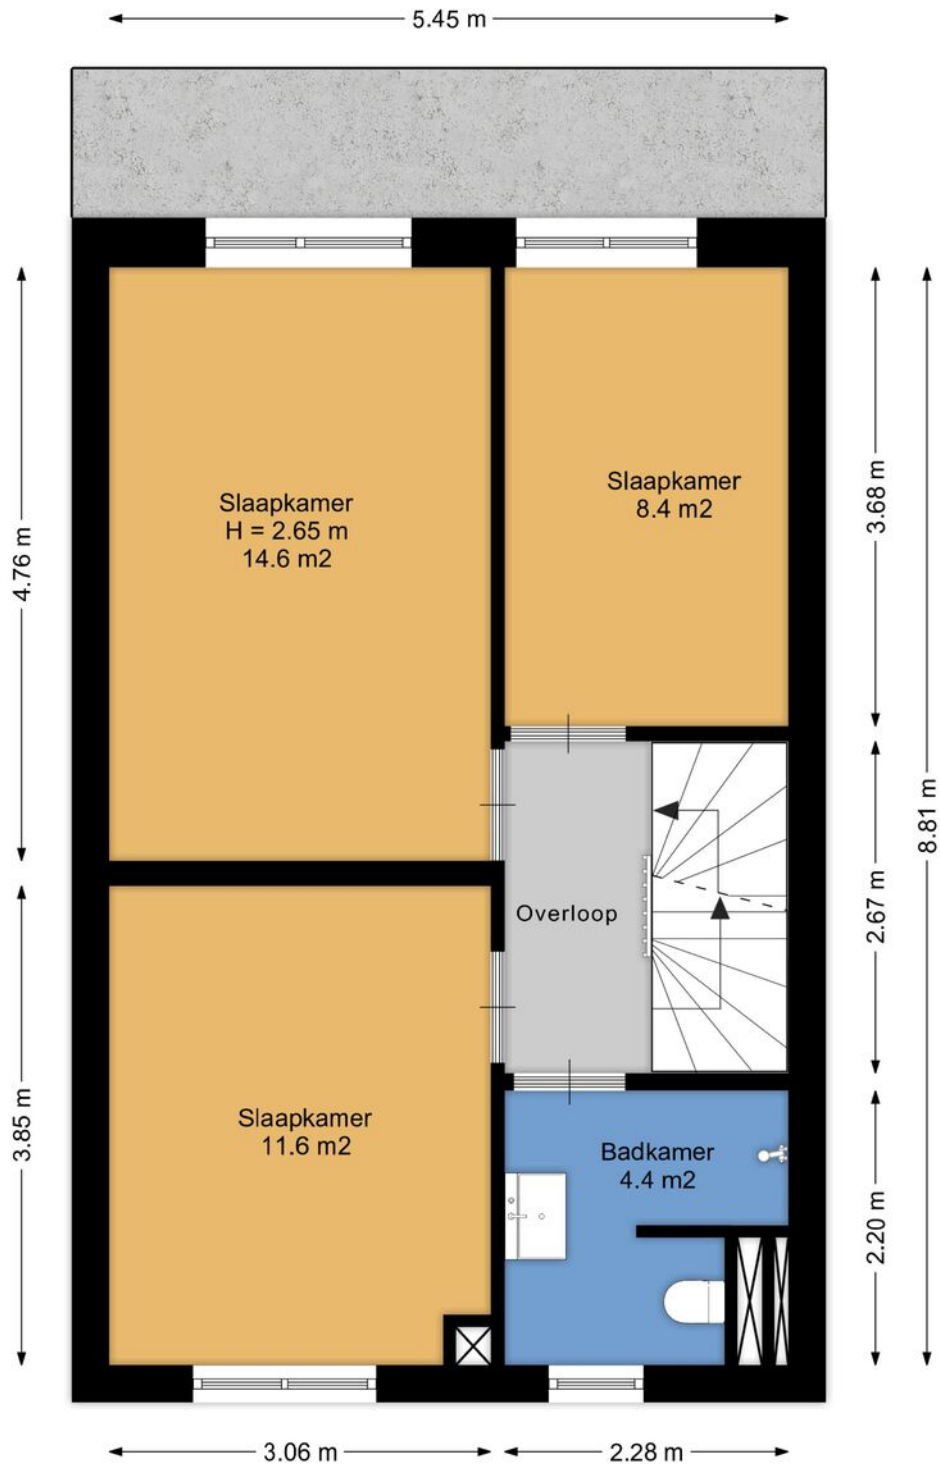 5.45 m
Slaapkamer
H = 2.65 m
14.6 m2
Slaapkamer
8.4 m2
4.76 m
3.68 m
8.81 m
Overloop
2.67 m
Slaapkamer
11.6 m2
3.85 m
Badkamer
4.4 m2
2.20 m
3.06 m
2.28 m